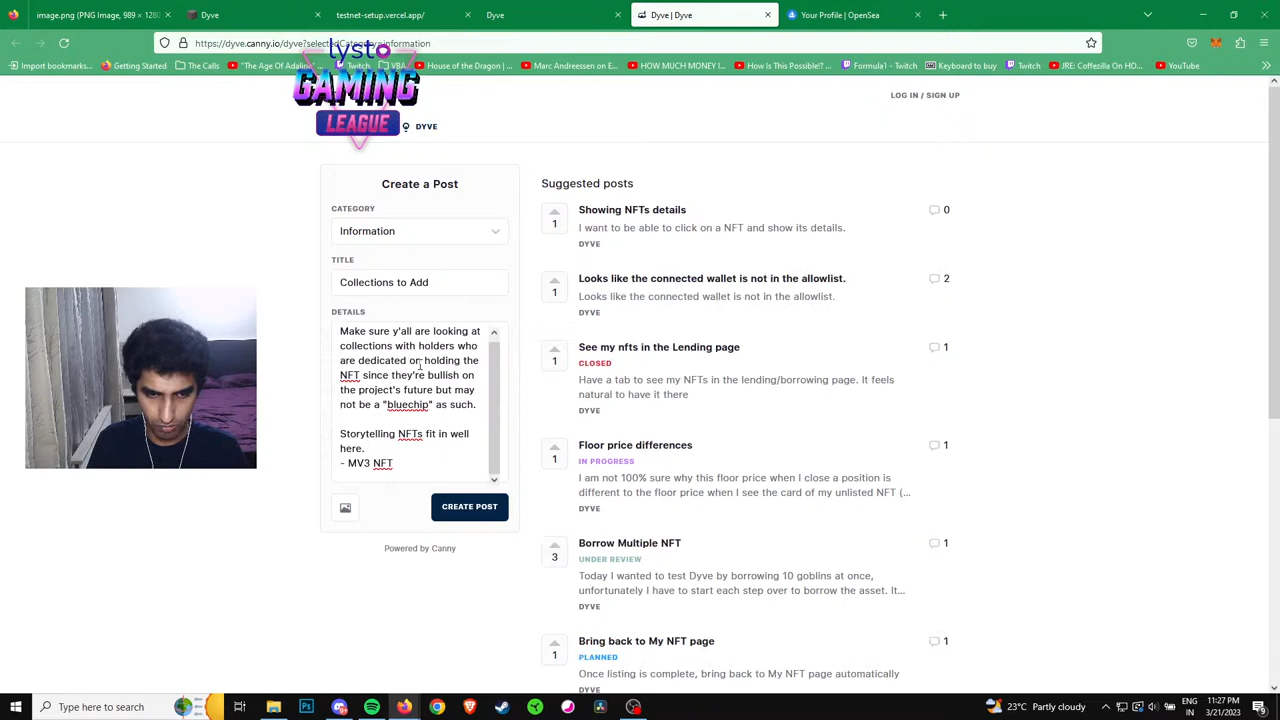 image.png (PNG Image, 989 × 1280
Dyve
testnet-setup.vercel.app/
Dyve
Dyve | Dyve
Your Profile | OpenSea
https://dyve.canny.io/dyve?selectedCategory=information
Import bookmarks...
Getting Started
The Calls
"The Age of Adaline...
Twitch
VBA
House of the Dragon | ...
Marc Andreessen on E...
HOW MUCH MONEY I...
How Is This Possible!? ...
Formula1 - Twitch
Keyboard to buy
Twitch
JRE: Coffezilla On HO...
YouTube
lysto
GAMING
LEAGUE
DYVE
LOG IN / SIGN UP
Create a Post
CATEGORY
Information
TITLE
Collections to Add
DETAILS
Make sure y'all are looking at
collections with holders who
are dedicated on holding the
NFT since they're bullish on
the project's future but may
not be a "bluechip" as such.
Storytelling NFTs fit in well
here.
- MV3 NFT
CREATE POST
Powered by Canny
Suggested posts
1
Showing NFTs details
0
I want to be able to click on a NFT and show its details.
DYVE
1
Looks like the connected wallet is not in the allowlist.
2
Looks like the connected wallet is not in the allowlist.
DYVE
1
See my nfts in the Lending page
1
CLOSED
Have a tab to see my NFTs in the lending/borrowing page. It feels
natural to have it there
DYVE
1
Floor price differences
1
IN PROGRESS
I am not 100% sure why this floor price when I close a position is
different to the floor price when I see the card of my unlisted NFT (...
DYVE
3
Borrow Multiple NFT
1
UNDER REVIEW
Today I wanted to test Dyve by borrowing 10 goblins at once,
unfortunately I have to start each step over to borrow the asset. It...
DYVE
1
Bring back to My NFT page
1
PLANNED
Once listing is complete, bring back to My NFT page automatically
DYVE
Type here to search
23°C Partly cloudy
ENG
IN
11:27 PM
3/21/2023